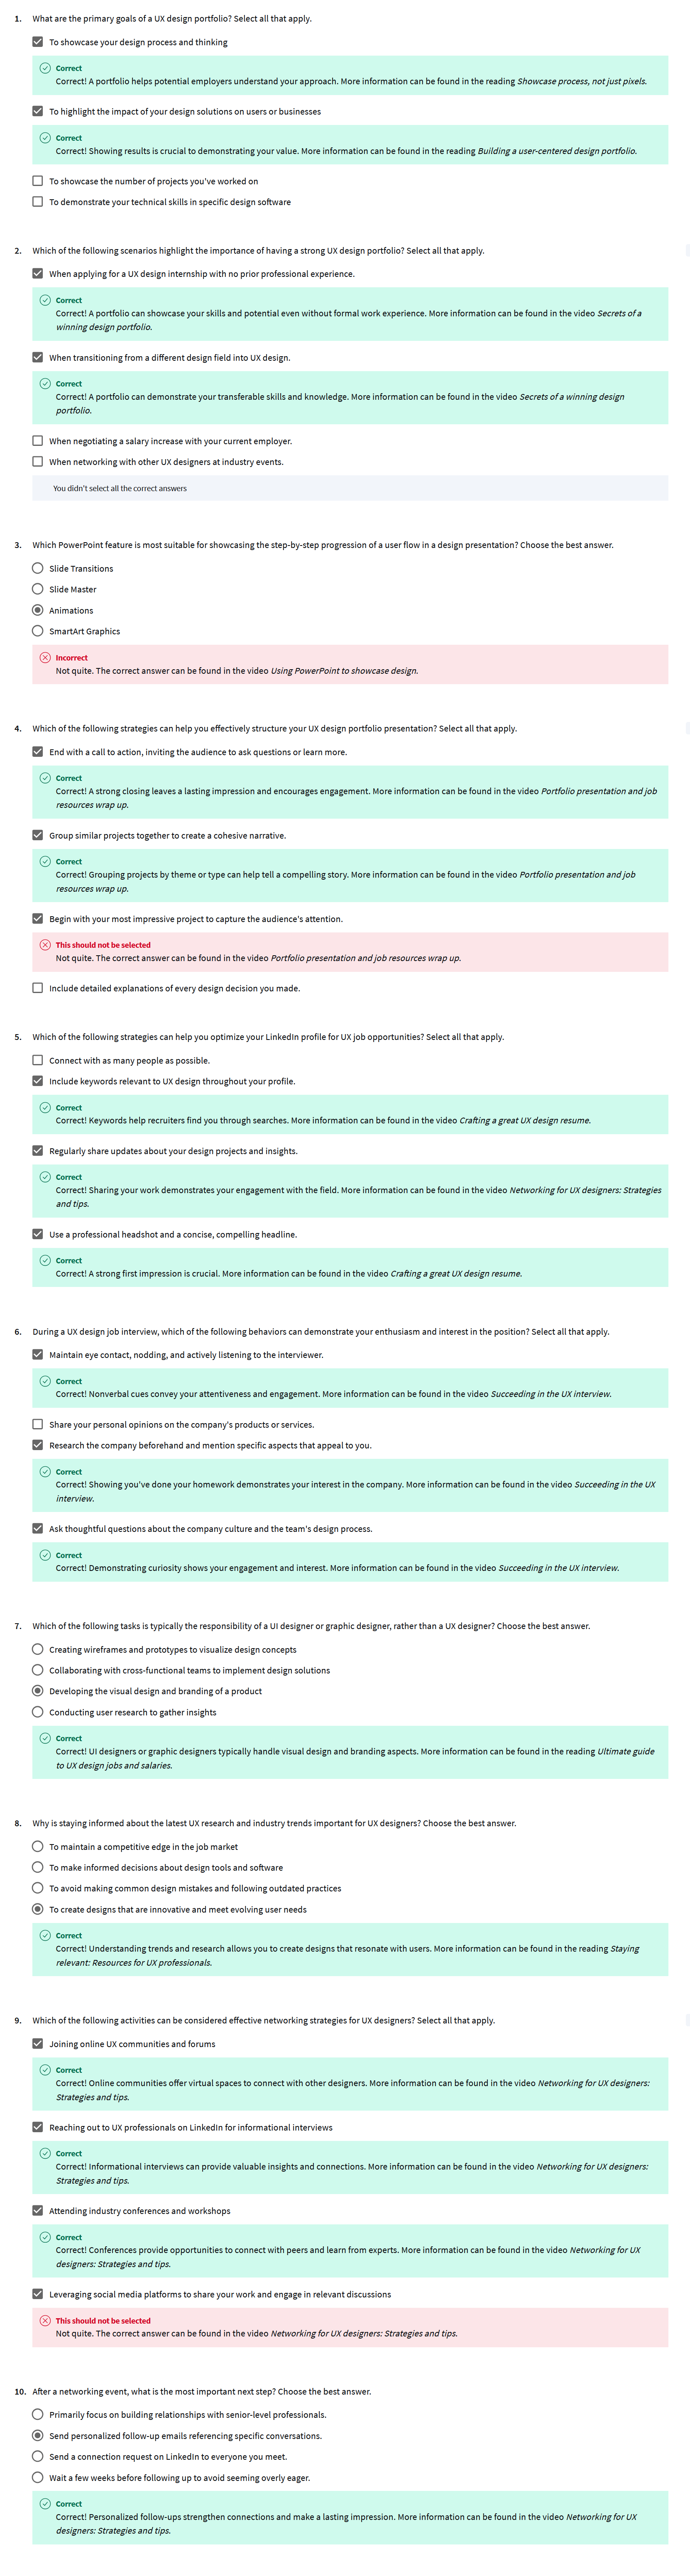 1. What are the primary goals of a UX design portfolio? Select all that apply.
To showcase your design process and thinking
Correct
Correct! A portfolio helps potential employers understand your approach. More information can be found in the reading Showcase process, not just pixels.
To highlight the impact of your design solutions on users or businesses
Correct
Correct! Showing results is crucial to demonstrating your value. More information can be found in the reading Building a user-centered design portfolio.
To showcase the number of projects you've worked on
To demonstrate your technical skills in specific design software
2. Which of the following scenarios highlight the importance of having a strong UX design portfolio? Select all that apply.
When applying for a UX design internship with no prior professional experience.
Correct
Correct! A portfolio can showcase your skills and potential even without formal work experience. More information can be found in the video Secrets of a
winning design portfolio.
When transitioning from a different design field into UX design.
Correct
Correct! A portfolio can demonstrate your transferable skills and knowledge. More information can be found in the video Secrets of a winning design
portfolio.
When negotiating a salary increase with your current employer.
When networking with other UX designers at industry events.
You didn't select all the correct answers
3. Which PowerPoint feature is most suitable for showcasing the step-by-step progression of a user flow in a design presentation? Choose the best answer.
Slide Transitions
Slide Master
Animations
SmartArt Graphics
Incorrect
Not quite. The correct answer can be found in the video Using PowerPoint to showcase design.
4. Which of the following strategies can help you effectively structure your UX design portfolio presentation? Select all that apply.
End with a call to action, inviting the audience to ask questions or learn more.
Correct
Correct! A strong closing leaves a lasting impression and encourages engagement. More information can be found in the video Portfolio presentation and job
resources wrap up.
Group similar projects together to create a cohesive narrative.
Correct
Correct! Grouping projects by theme or type can help tell a compelling story. More information can be found in the video Portfolio presentation and job
resources wrap up.
Begin with your most impressive project to capture the audience's attention.
This should not be selected
Not quite. The correct answer can be found in the video Portfolio presentation and job resources wrap up.
Include detailed explanations of every design decision you made.
5. Which of the following strategies can help you optimize your LinkedIn profile for UX job opportunities? Select all that apply.
Connect with as many people as possible.
Include keywords relevant to UX design throughout your profile.
Correct
Correct! Keywords help recruiters find you through searches. More information can be found in the video Crafting a great UX design resume.
Regularly share updates about your design projects and insights.
Correct
Correct! Sharing your work demonstrates your engagement with the field. More information can be found in the video Networking for UX designers: Strategies
and tips.
Use a professional headshot and a concise, compelling headline.
Correct
Correct! A strong first impression is crucial. More information can be found in the video Crafting a great UX design resume.
6. During a UX design job interview, which of the following behaviors can demonstrate your enthusiasm and interest in the position? Select all that apply.
Maintain eye contact, nodding, and actively listening to the interviewer.
Correct
Correct! Nonverbal cues convey your attentiveness and engagement. More information can be found in the video Succeeding in the UX interview.
Share your personal opinions on the company's products or services.
Research the company beforehand and mention specific aspects that appeal to you.
Correct
Correct! Showing you've done your homework demonstrates your interest in the company. More information can be found in the video Succeeding in the UX
interview.
Ask thoughtful questions about the company culture and the team's design process.
Correct
Correct! Demonstrating curiosity shows your engagement and interest. More information can be found in the video Succeeding in the UX interview.
7. Which of the following tasks is typically the responsibility of a UI designer or graphic designer, rather than a UX designer? Choose the best answer.
Creating wireframes and prototypes to visualize design concepts
Collaborating with cross-functional teams to implement design solutions
Developing the visual design and branding of a product
Conducting user research to gather insights
Correct
Correct! UI designers or graphic designers typically handle visual design and branding aspects. More information can be found in the reading Ultimate guide
to UX design jobs and salaries.
8. Why is staying informed about the latest UX research and industry trends important for UX designers? Choose the best answer.
To maintain a competitive edge in the job market
To make informed decisions about design tools and software
To avoid making common design mistakes and following outdated practices
To create designs that are innovative and meet evolving user needs
Correct
Correct! Understanding trends and research allows you to create designs that resonate with users. More information can be found in the reading Staying
relevant: Resources for UX professionals.
9. Which of the following activities can be considered effective networking strategies for UX designers? Select all that apply.
Joining online UX communities and forums
Correct
Correct! Online communities offer virtual spaces to connect with other designers. More information can be found in the video Networking for UX designers:
Strategies and tips.
Reaching out to UX professionals on LinkedIn for informational interviews
Correct
Correct! Informational interviews can provide valuable insights and connections. More information can be found in the video Networking for UX designers:
Strategies and tips.
Attending industry conferences and workshops
Correct
Correct! Conferences provide opportunities to connect with peers and learn from experts. More information can be found in the video Networking for UX
designers: Strategies and tips.
Leveraging social media platforms to share your work and engage in relevant discussions
This should not be selected
Not quite. The correct answer can be found in the video Networking for UX designers: Strategies and tips.
10. After a networking event, what is the most important next step? Choose the best answer.
Primarily focus on building relationships with senior-level professionals.
Send personalized follow-up emails referencing specific conversations.
Send a connection request on LinkedIn to everyone you meet.
Wait a few weeks before following up to avoid seeming overly eager.
Correct
Correct! Personalized follow-ups strengthen connections and make a lasting impression. More information can be found in the video Networking for UX
designers: Strategies and tips.